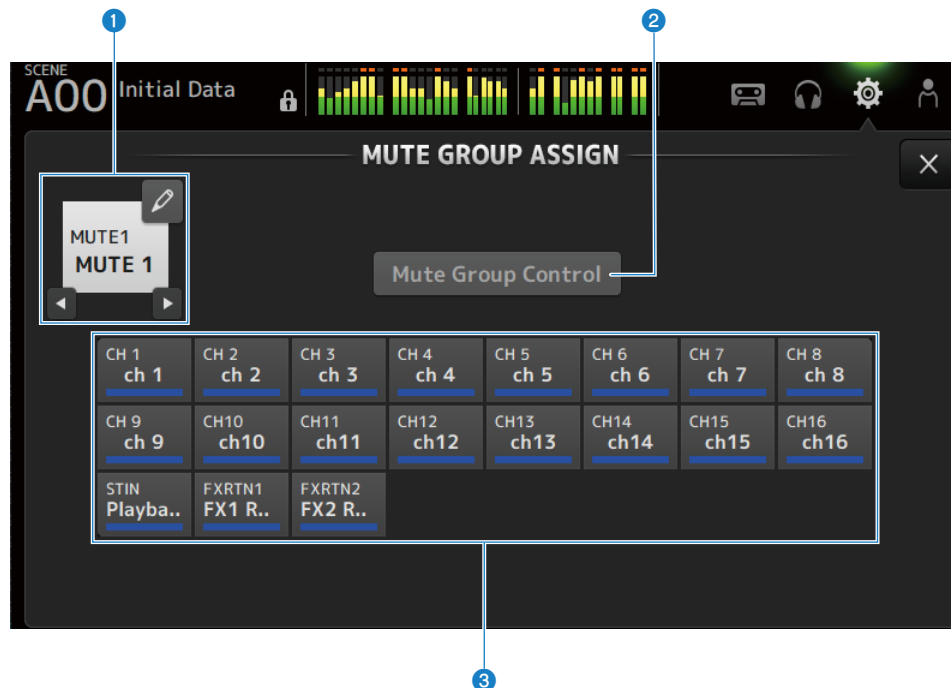 1 2
SCENE
A00 Initial Data
MUTE GROUP ASSIGN
MUTE1
MUTE 1
Mute Group Control
CH 1 CH 2 CH 3 CH 4 CH 5 CH 6 CH 7 CH 8
ch 1 ch 2 ch 3 ch 4 ch 5 ch 6 ch 7 ch 8
CH 9 CH10 CH11 CH12 CH13 CH14 CH15 CH16
ch 9 ch10 ch11 ch12 ch13 ch14 ch15 ch16
STIN FXRTN1 FXRTN2
Playba.. FX1 R.. FX2 R..
3